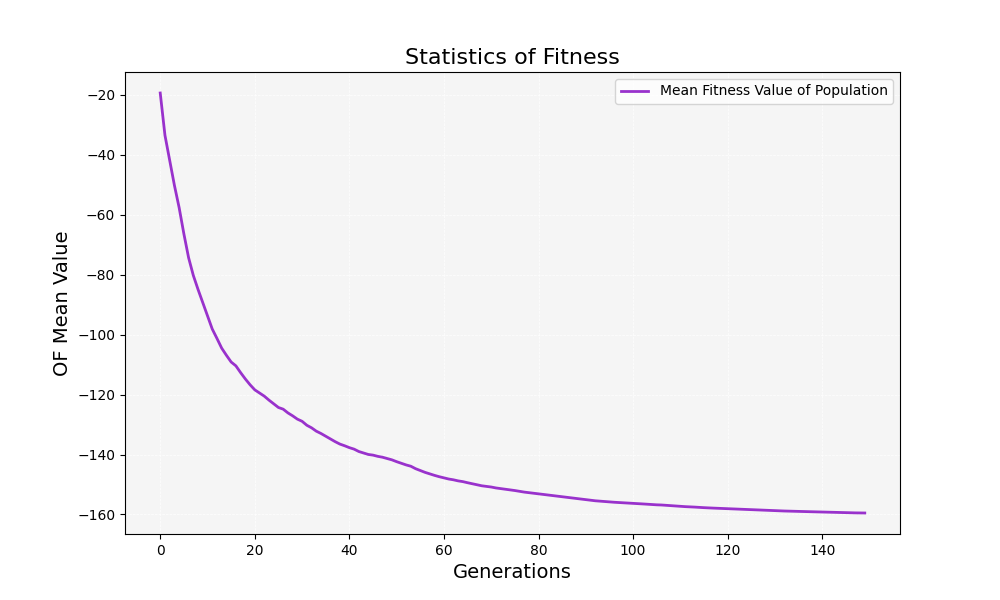 Statistics of Fitness
Mean Fitness Value of Population
OF Mean Value
−20
−40
−60
−80
−100
−120
−140
−160
0 20 40 60 80 100 120 140
Generations